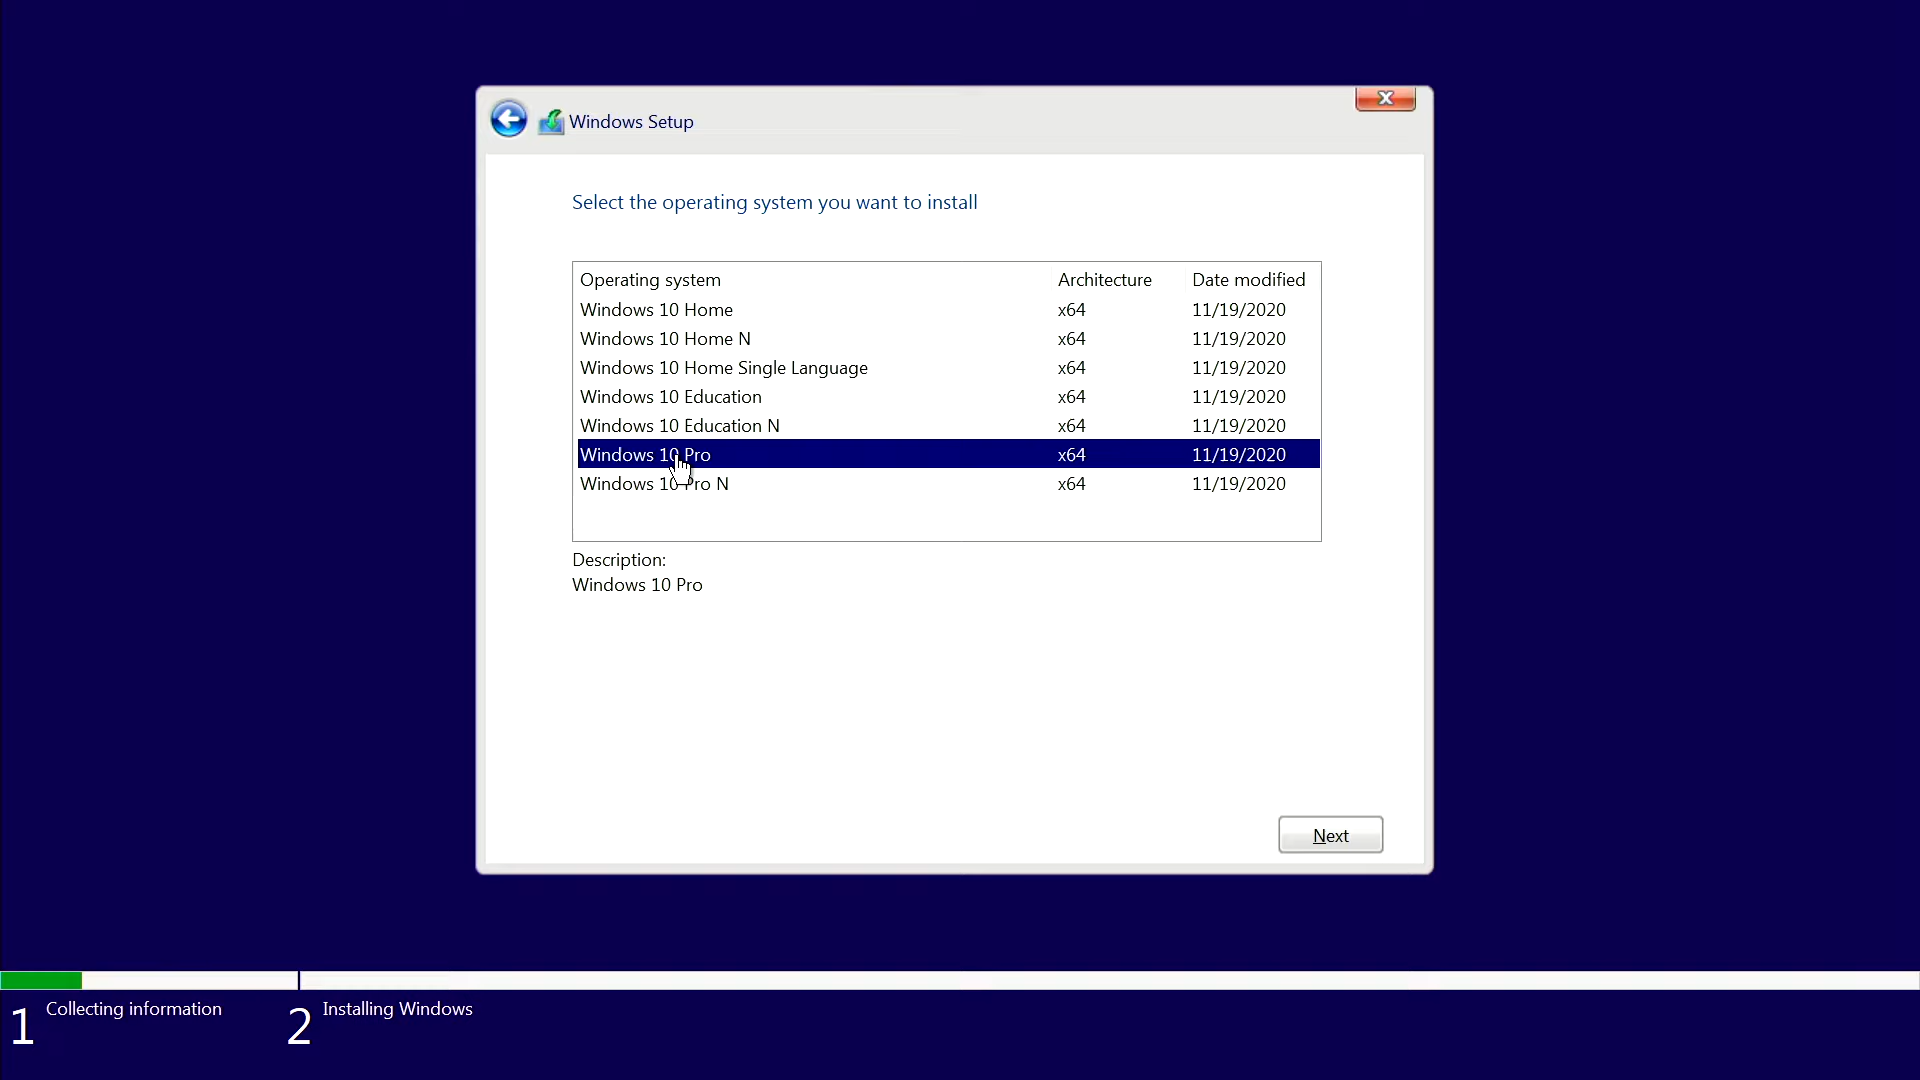 Windows Setup
Select the operating system you want to install
Operating system Architecture Date modified
Windows 10 Home x64 11/19/2020
Windows 10 Home N x64 11/19/2020
Windows 10 Home Single Language x64 11/19/2020
Windows 10 Education x64 11/19/2020
Windows 10 Education N x64 11/19/2020
Windows 10 Pro x64 11/19/2020
Windows 10 Pro N x64 11/19/2020
Description:
Windows 10 Pro
Next
1 Collecting information 2 Installing Windows